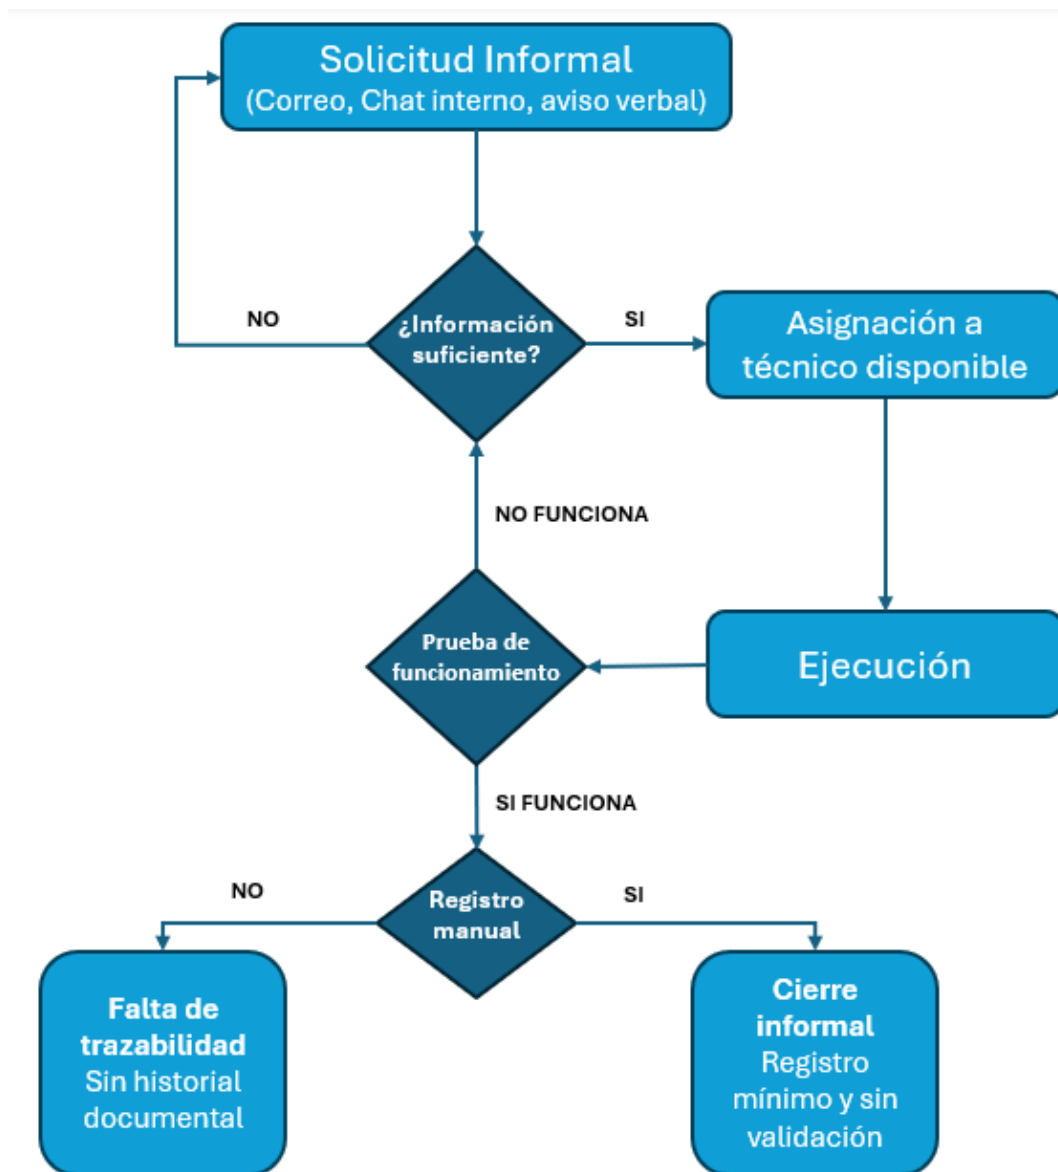 Solicitud Informal
(Correo, Chat interno, aviso verbal)
NO
¿Información
suficiente?
SI
Asignación a
técnico disponible
NO FUNCIONA
Prueba de
funcionamiento
Ejecución
SI FUNCIONA
NO
Registro
manual
SI
Falta de
trazabilidad
Sin historial
documental
Cierre
informal
Registro
mínimo y sin
validación